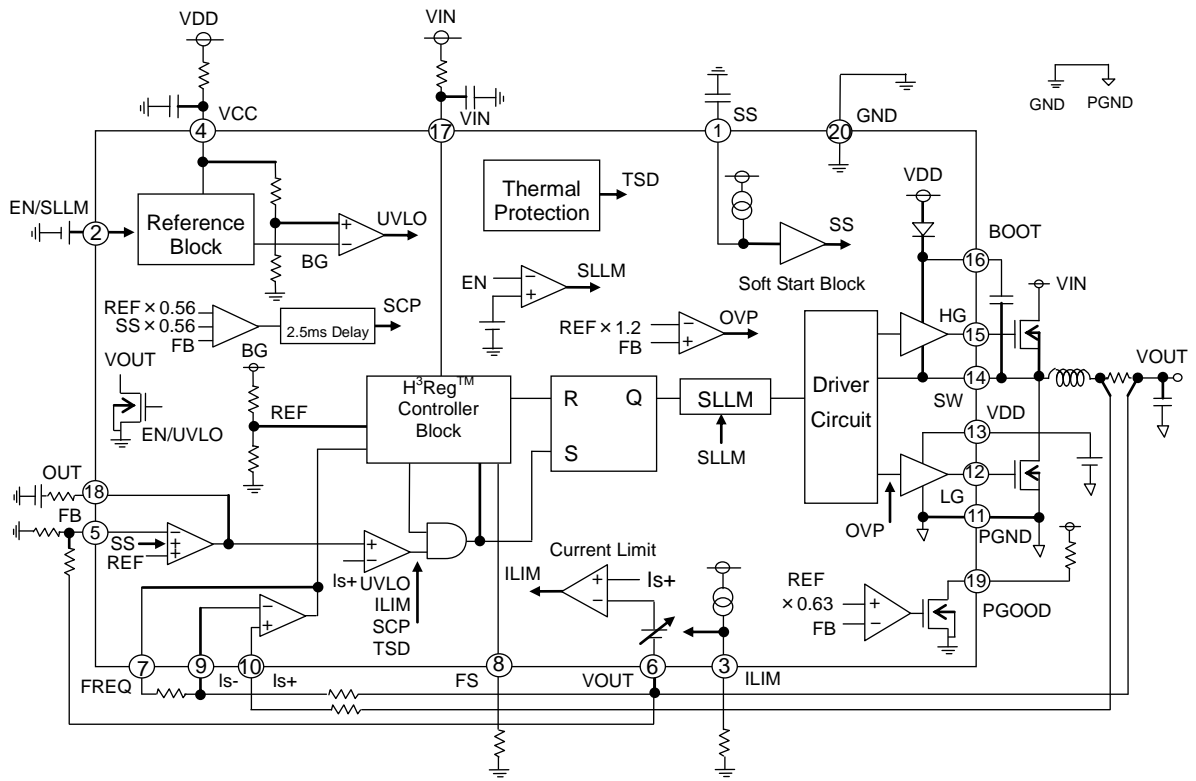 VDD
VIN
VCC
4
VIN
17
SS
1
GND
20
GND
PGND
EN/SLLM
2
Reference
Block
BG
UVLO
Thermal
Protection
TSD
SS
Soft Start Block
VDD
BOOT
16
VIN
REF×0.56
SS×0.56
FB
2.5ms Delay
SCP
EN
SLLM
REF×1.2
FB
OVP
HG
15
14
SW
VOUT
VOUT
EN/UVLO
BG
REF
H³Reg™
Controller
Block
R
Q
S
SLLM
SLLM
Driver
Circuit
VDD
13
12
LG
11
PGND
OVP
OUT
18
FB
5
SS
REF
Is+
UVLO
ILIM
SCP
TSD
Current Limit
ILIM
Is+
REF
×0.63
FB
19
PGOOD
7
FREQ
9
Is-
10
Is+
8
FS
6
VOUT
3
ILIM